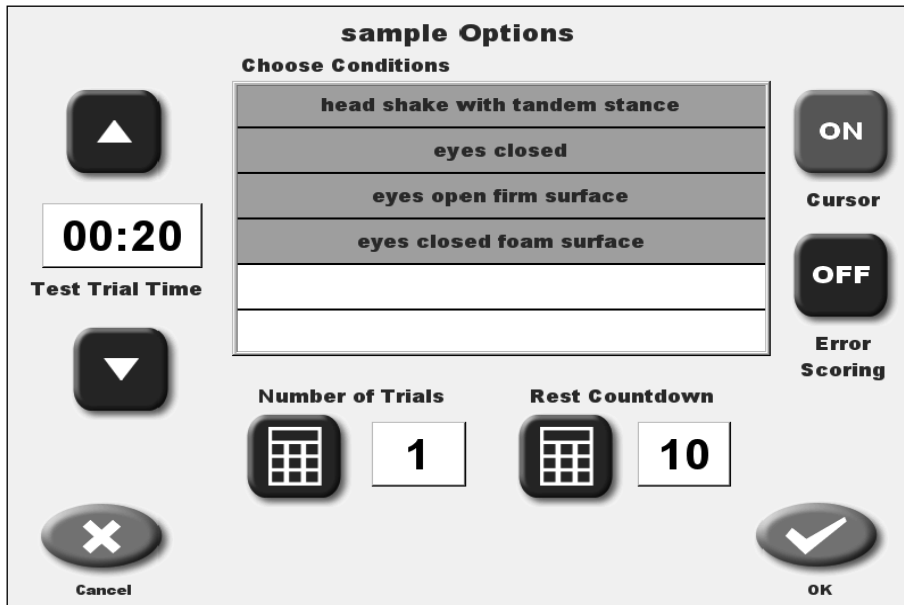 sample Options
Choose Conditions
head shake with tandem stance
eyes closed
eyes open firm surface
eyes closed foam surface
00:20
Test Trial Time
ON
Cursor
OFF
Error
Scoring
Number of Trials
1
Rest Countdown
10
Cancel
OK